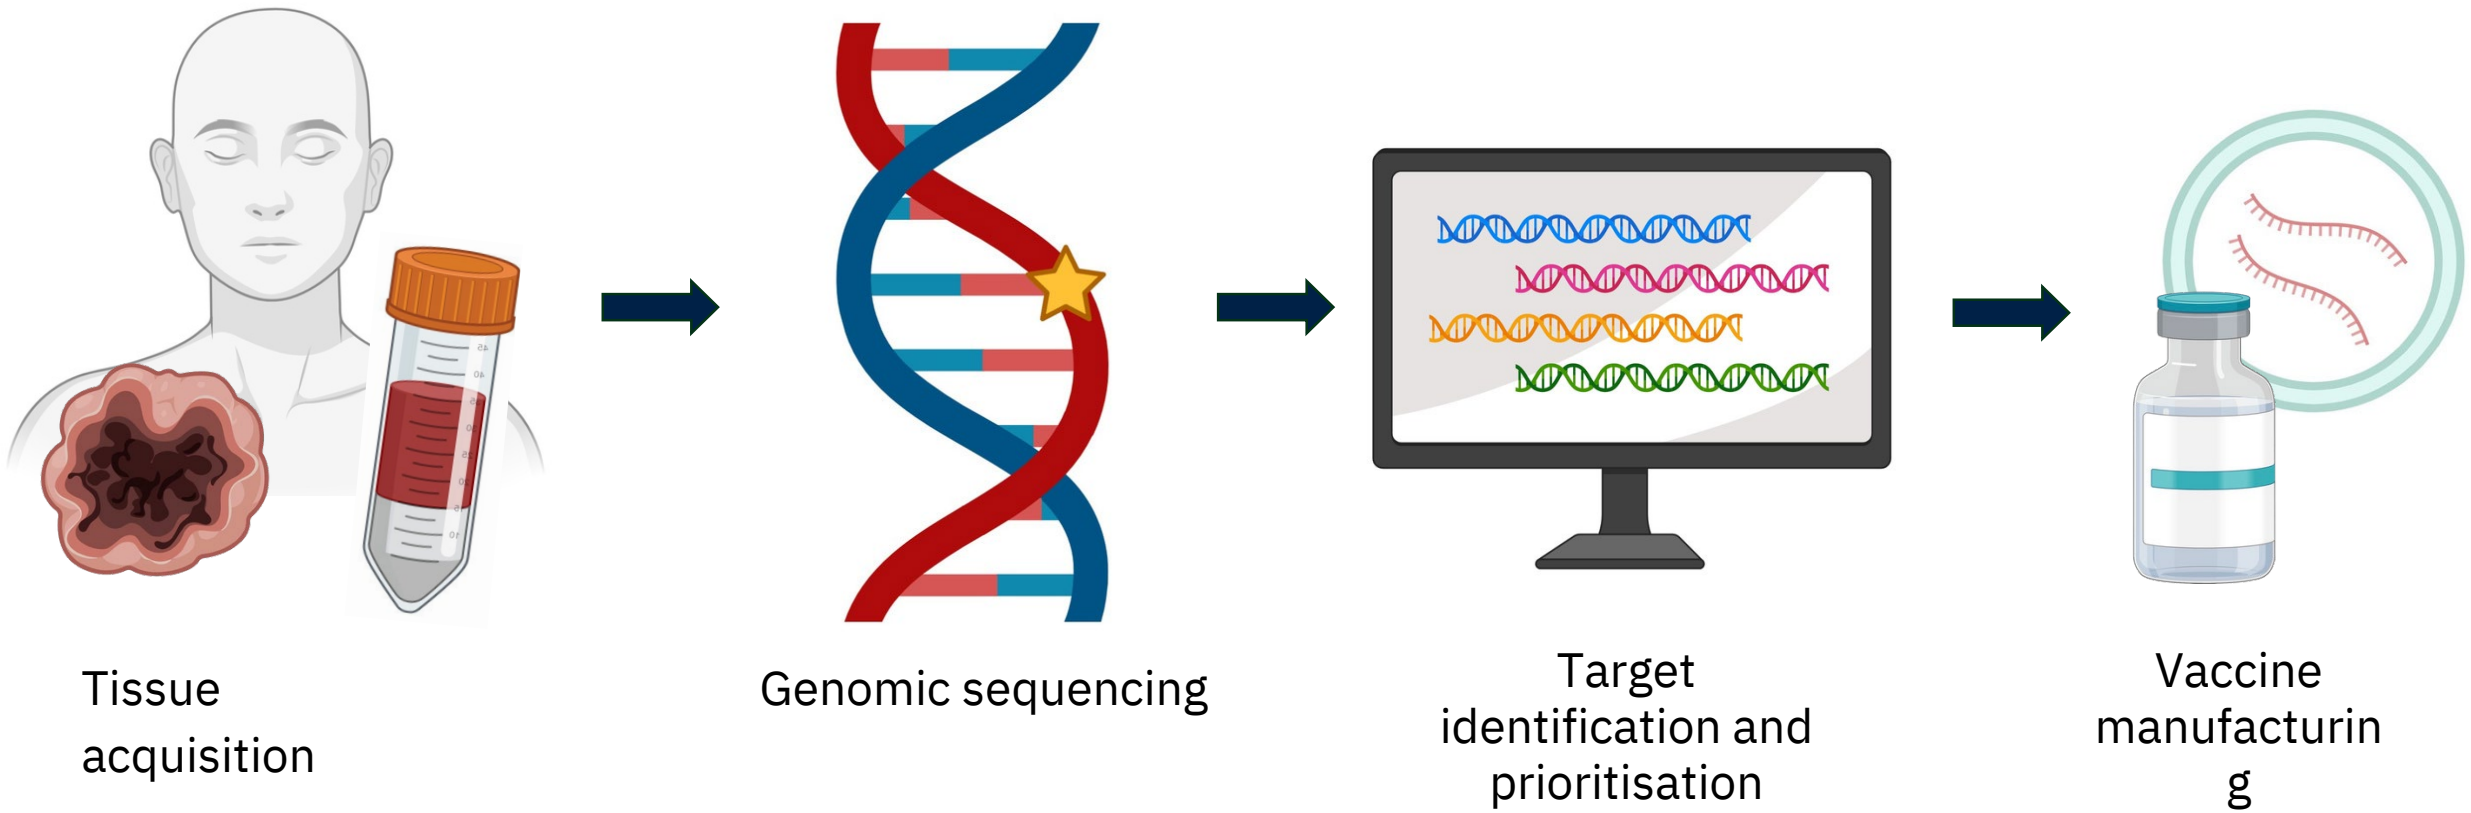 Tissue
acquisition
Genomic sequencing
Target
identification and
prioritisation
Vaccine
manufacturin
g